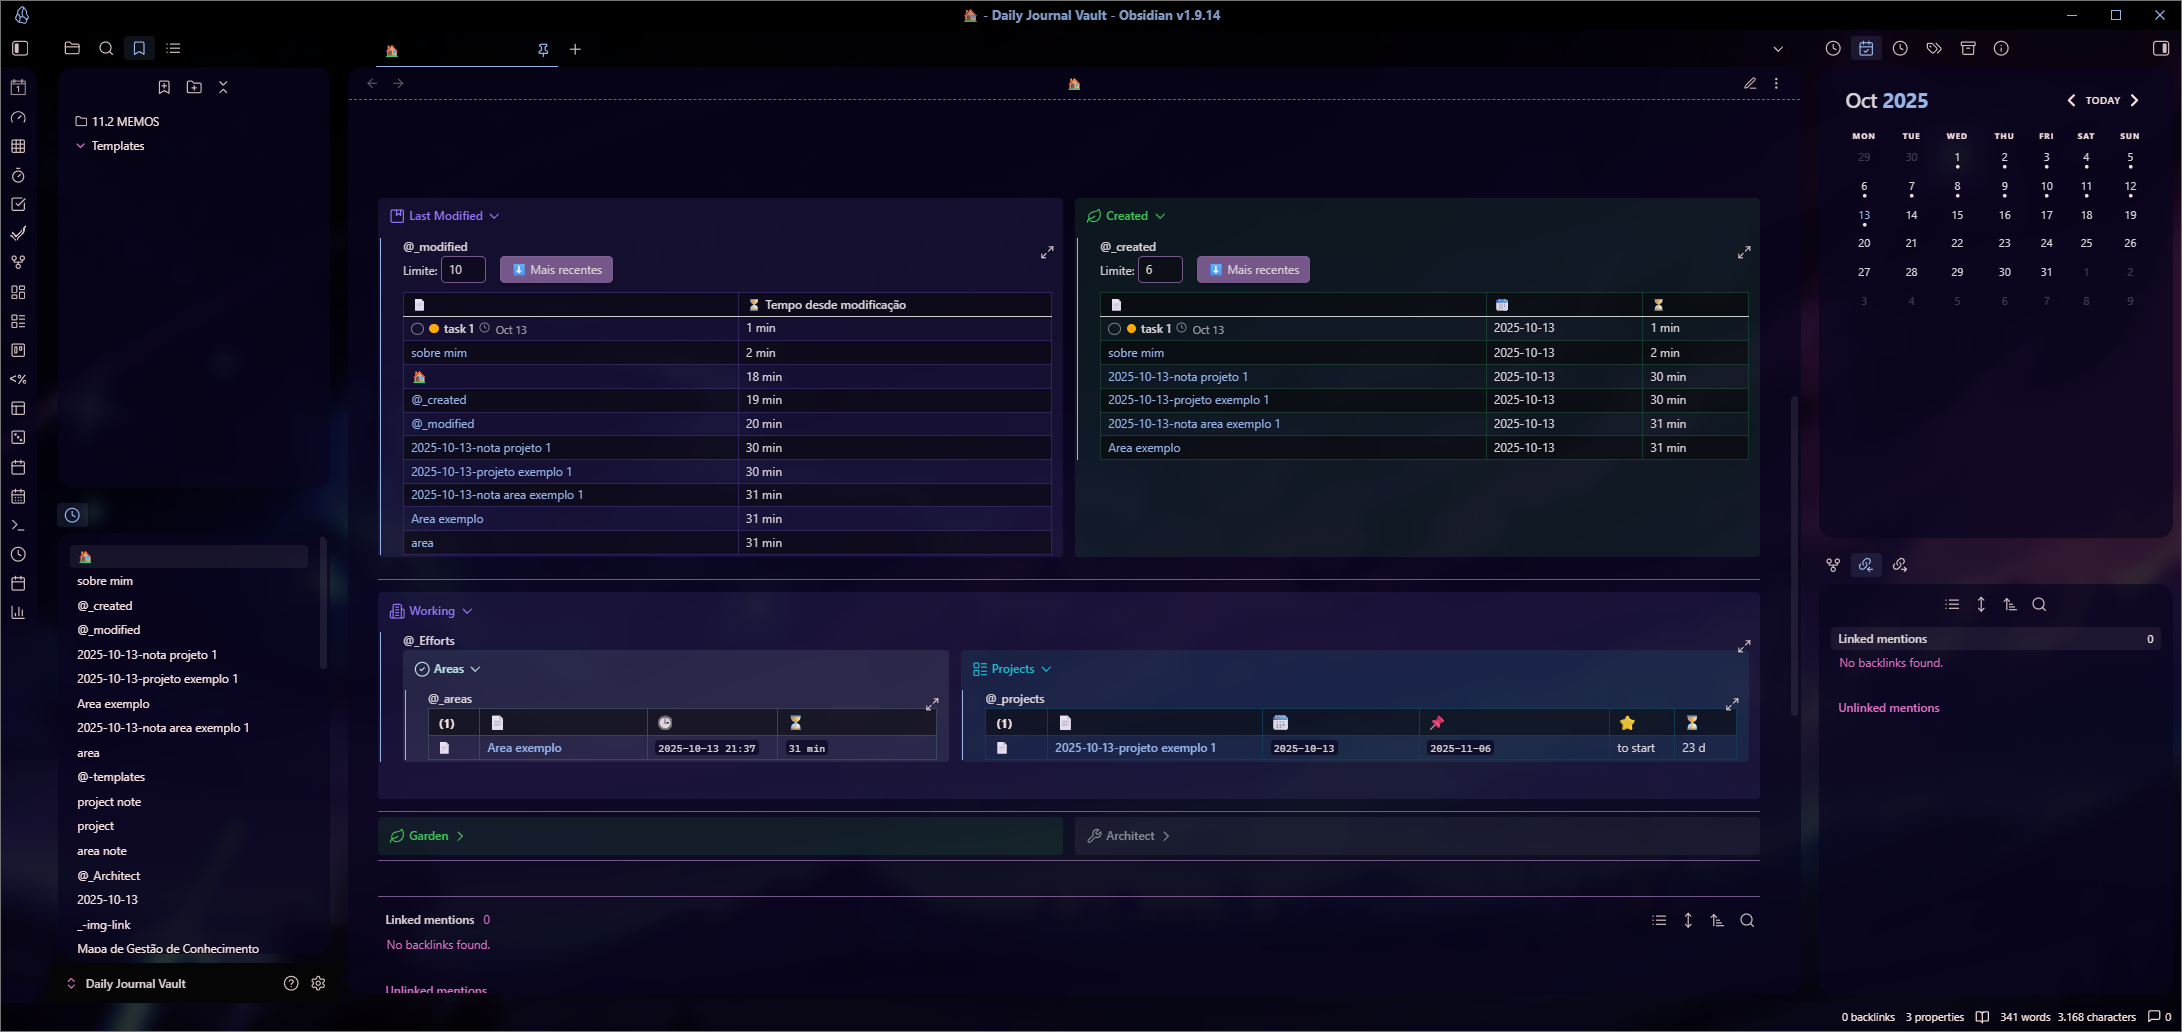 - Daily Journal Vault - Obsidian v1.9.14
11.2 MEMOS
Templates
sobre mim
@_created
@_modified
2025-10-13-nota projeto 1
2025-10-13-projeto exemplo 1
Area exemplo
2025-10-13-nota area exemplo 1
area
@-templates
project note
project
area note
@_Architect
2025-10-13
_-img-link
Mapa de Gestão de Conhecimento
Daily Journal Vault
Last Modified
@_modified
Limite: 10 Mais recentes
Tempo desde modificação
task 1 Oct 13 1 min
sobre mim 2 min
18 min
@_created 19 min
@_modified 20 min
2025-10-13-nota projeto 1 30 min
2025-10-13-projeto exemplo 1 30 min
2025-10-13-nota area exemplo 1 31 min
Area exemplo 31 min
area 31 min
Created
@_created
Limite: 6 Mais recentes
task 1 Oct 13 2025-10-13 1 min
sobre mim 2025-10-13 2 min
2025-10-13-nota projeto 1 2025-10-13 30 min
2025-10-13-projeto exemplo 1 2025-10-13 30 min
2025-10-13-nota area exemplo 1 2025-10-13 31 min
Area exemplo 2025-10-13 31 min
Working
@_Efforts
Areas
@_areas
(1)
Area exemplo 2025-10-13 21:37 31 min
Projects
@_projects
(1)
2025-10-13-projeto exemplo 1 2025-10-13 2025-11-06 to start 23 d
Garden
Architect
Linked mentions 0
No backlinks found.
Unlinked mentions
Oct 2025 TODAY
MON TUE WED THU FRI SAT SUN
29 30 1 2 3 4 5
6 7 8 9 10 11 12
13 14 15 16 17 18 19
20 21 22 23 24 25 26
27 28 29 30 31 1 2
3 4 5 6 7 8 9
Linked mentions 0
No backlinks found.
Unlinked mentions
0 backlinks 3 properties 341 words 3.168 characters 0